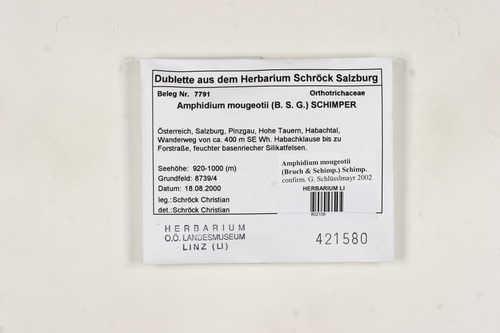 Dublette aus dem Herbarium Schröck Salzburg
Beleg Nr. 7791 Orthotrichaceae
Amphidium mougeotii (B. S. G.) SCHIMPER
Österreich, Salzburg, Pinzgau, Hohe Tauern, Habachtal,
Wanderweg von ca. 400 m SE Wh. Habachklause bis zu
Forstraße, feuchter basenriecher Silikatfelsen.
Seehöhe: 920-1000 (m)
Grundfeld: 8739/4
Datum: 18.08.2000
leg.:Schröck Christian
det.:Schröck Christian
Amphidium mougeotii
(Bruch & Schimp.) Schimp.
confirm. G. Schlüsslmayr 2002
HERBARIUM LI
802109
HERBARIUM
O.Ö. LANDESMUSEUM
LINZ (LI)
421580